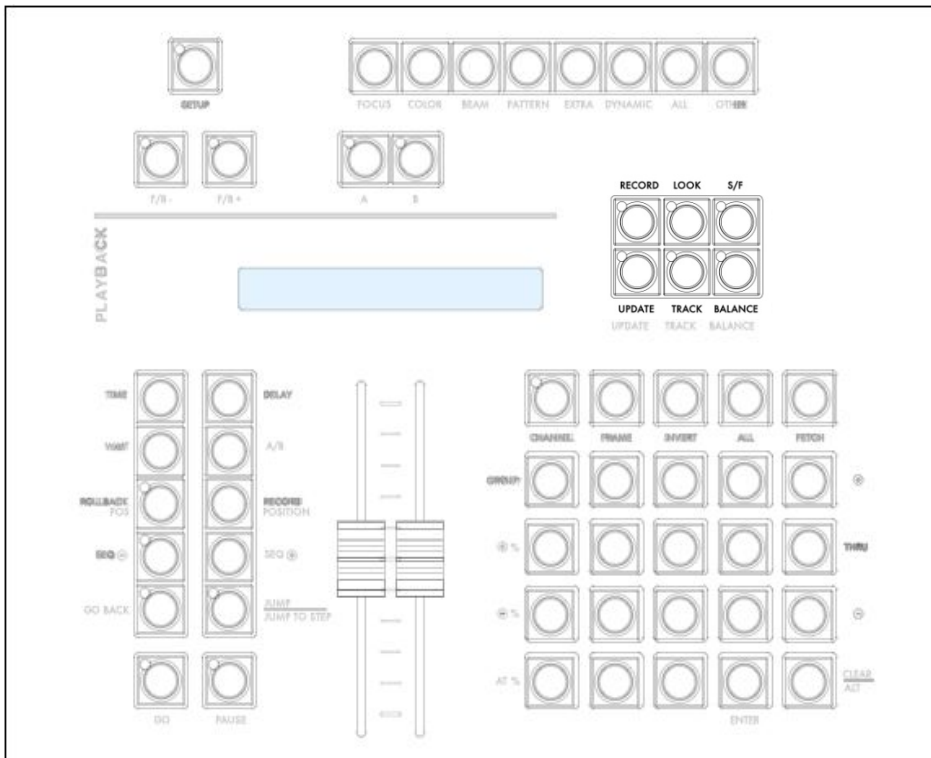 SETUP
FOCUS COLOR BEAM PATTERN EXTRA DYNAMIC ALL OTHER
F/B - F/B + A B
RECORD LOOK S/F
PLAYBACK
UPDATE TRACK BALANCE
UPDATE TRACK BALANCE
TIME DELAY
CHANNEL FRAME INVERT ALL FETCH
WAIT A/B
GROUP +
ROLLBACK RECORD
POS POSITION
SEQ - SEQ +
+ % THRU
GO BACK JUMP
JUMP TO STEP
- % -
AT % CLEAR
ALT
GO PAUSE ENTER